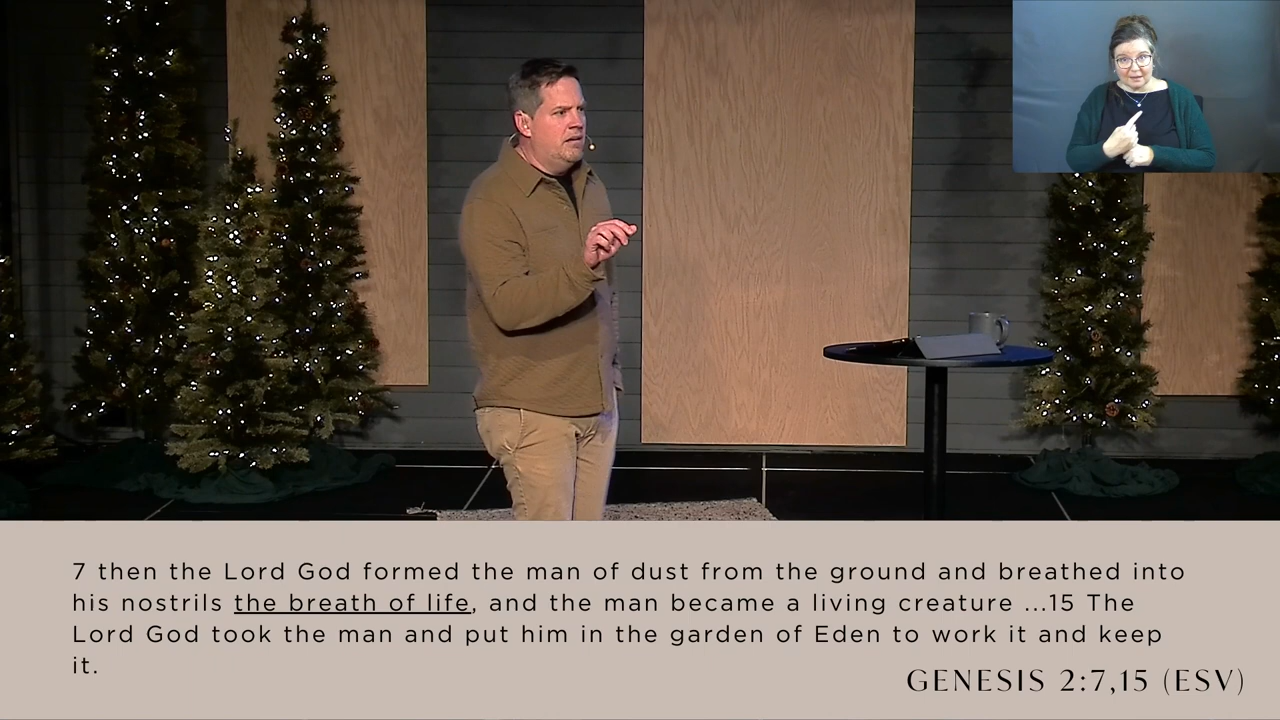 7 then the Lord God formed the man of dust from the ground and breathed into
his nostrils the breath of life, and the man became a living creature ...15 The
Lord God took the man and put him in the garden of Eden to work it and keep
it.
GENESIS 2:7,15 (ESV)